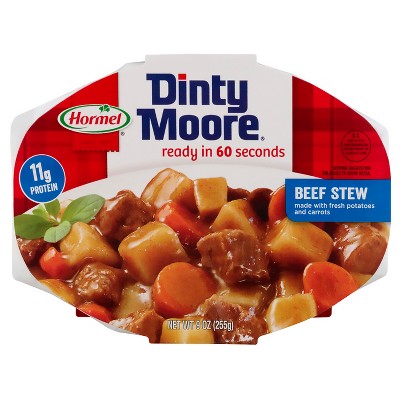 Hormel
Dinty
Moore®
ready in 60 seconds
11g
PROTEIN
BEEF STEW
made with fresh potatoes
and carrots
NET WT 9 OZ (255g)